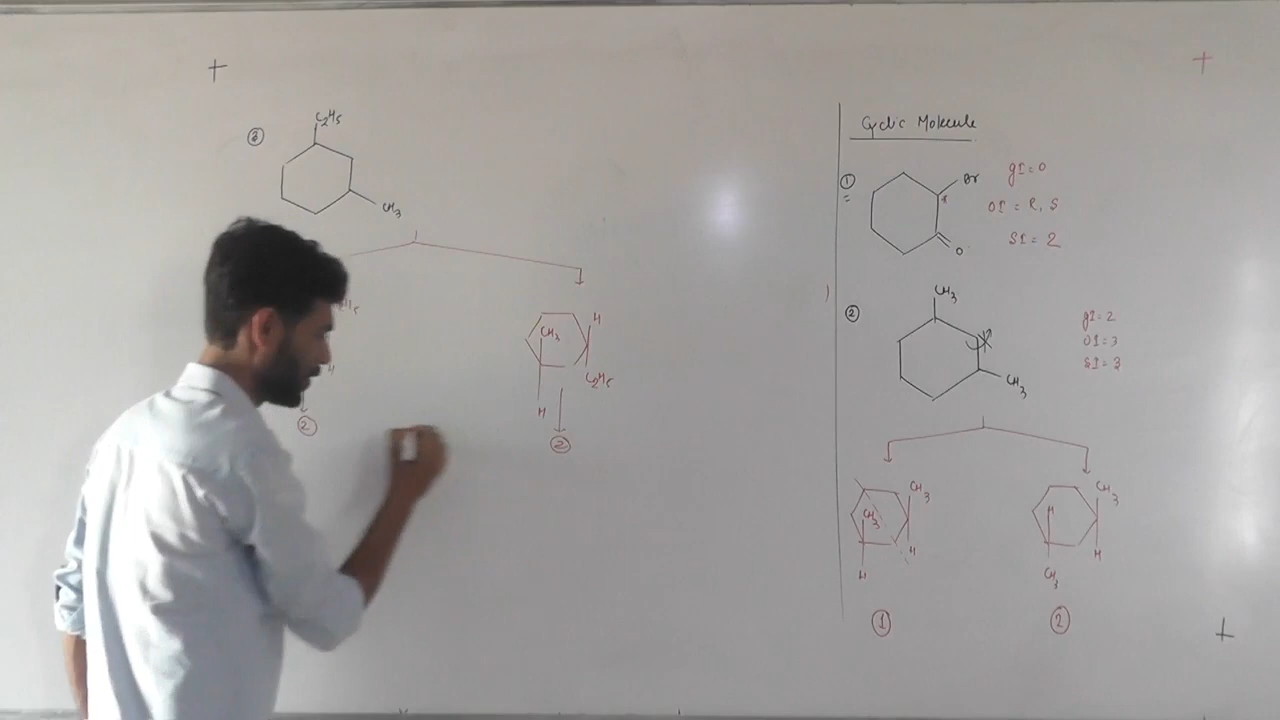 ③
C₂H₅
CH₃
H
CH₃
C₂H₅
H
②
②
Cyclic Molecule
①
Br
*
O
gI = 0
OI = R, S
SI = 2
②
CH₃
CH₃
gI = 2
OI = 3
SI = 3
CH₃
CH₃
H
H
①
CH₃
H
H
CH₃
②